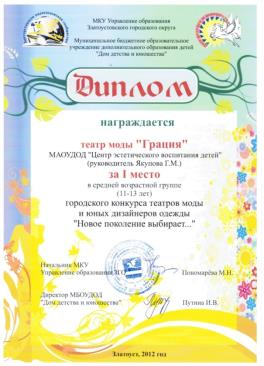 МКУ Управление образования
Златоустовского городского округа
Муниципальное бюджетное образовательное
учреждение дополнительного образования детей
"Дом детства и юношества"
Диплом
награждается
театр моды "Грация"
МАОУДОД "Центр эстетического воспитания детей"
(руководитель Якупова Г.М.)
за I место
в средней возрастной группе
(11-13 лет)
городского конкурса театров моды
и юных дизайнеров одежды
"Новое поколение выбирает..."
Начальник МКУ
Управление образования ЗГО Пономарёва М.Н.
Директор МБОУДОД
"Дом детства и юношества" Путина И.В.
Златоуст, 2012 год